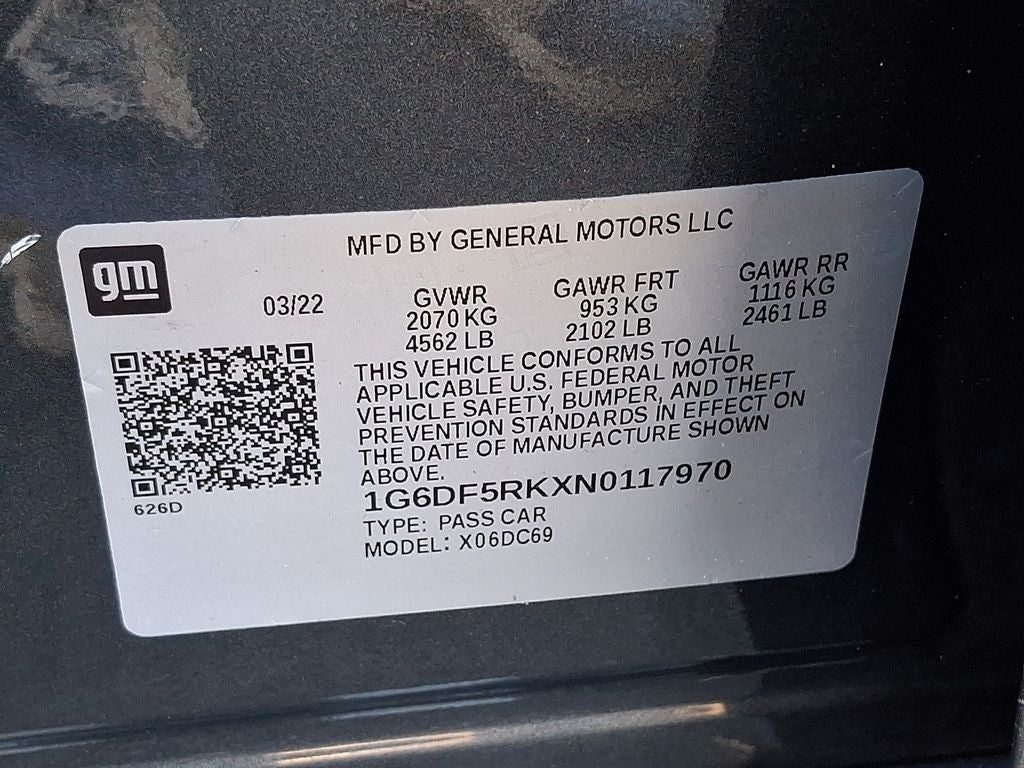 MFD BY GENERAL MOTORS LLC
gm
03/22
GVWR
2070 KG
4562 LB
GAWR FRT
953 KG
2102 LB
GAWR RR
1116 KG
2461 LB
THIS VEHICLE CONFORMS TO ALL
APPLICABLE U.S. FEDERAL MOTOR
VEHICLE SAFETY, BUMPER, AND THEFT
PREVENTION STANDARDS IN EFFECT ON
THE DATE OF MANUFACTURE SHOWN
ABOVE.
1G6DF5RKXN0117970
TYPE: PASS CAR
MODEL: X06DC69
626D